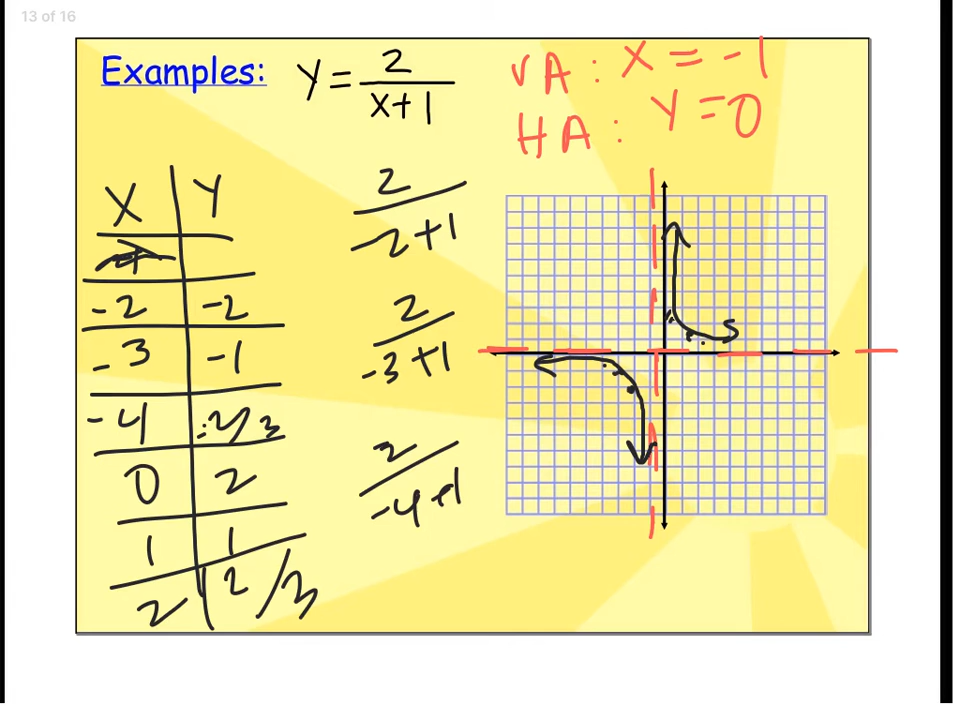 13 of 16
Examples: Y = 2/(x+1)
VA: X = -1
HA: Y = 0
X | Y
-2 | -2
-3 | -1
-4 | -2/3
0 | 2
1 | 1
2 | 2/3
2/(-2+1)
2/(-3+1)
2/(-4+1)